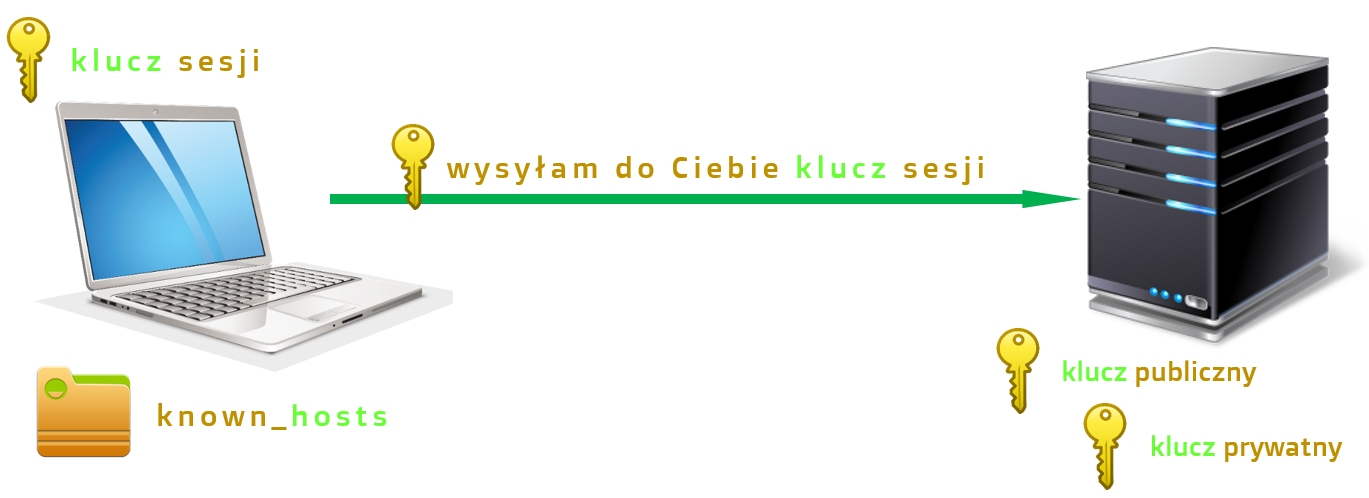 klucz sesji
wysyłam do Ciebie klucz sesji
klucz publiczny
known_hosts
klucz prywatny